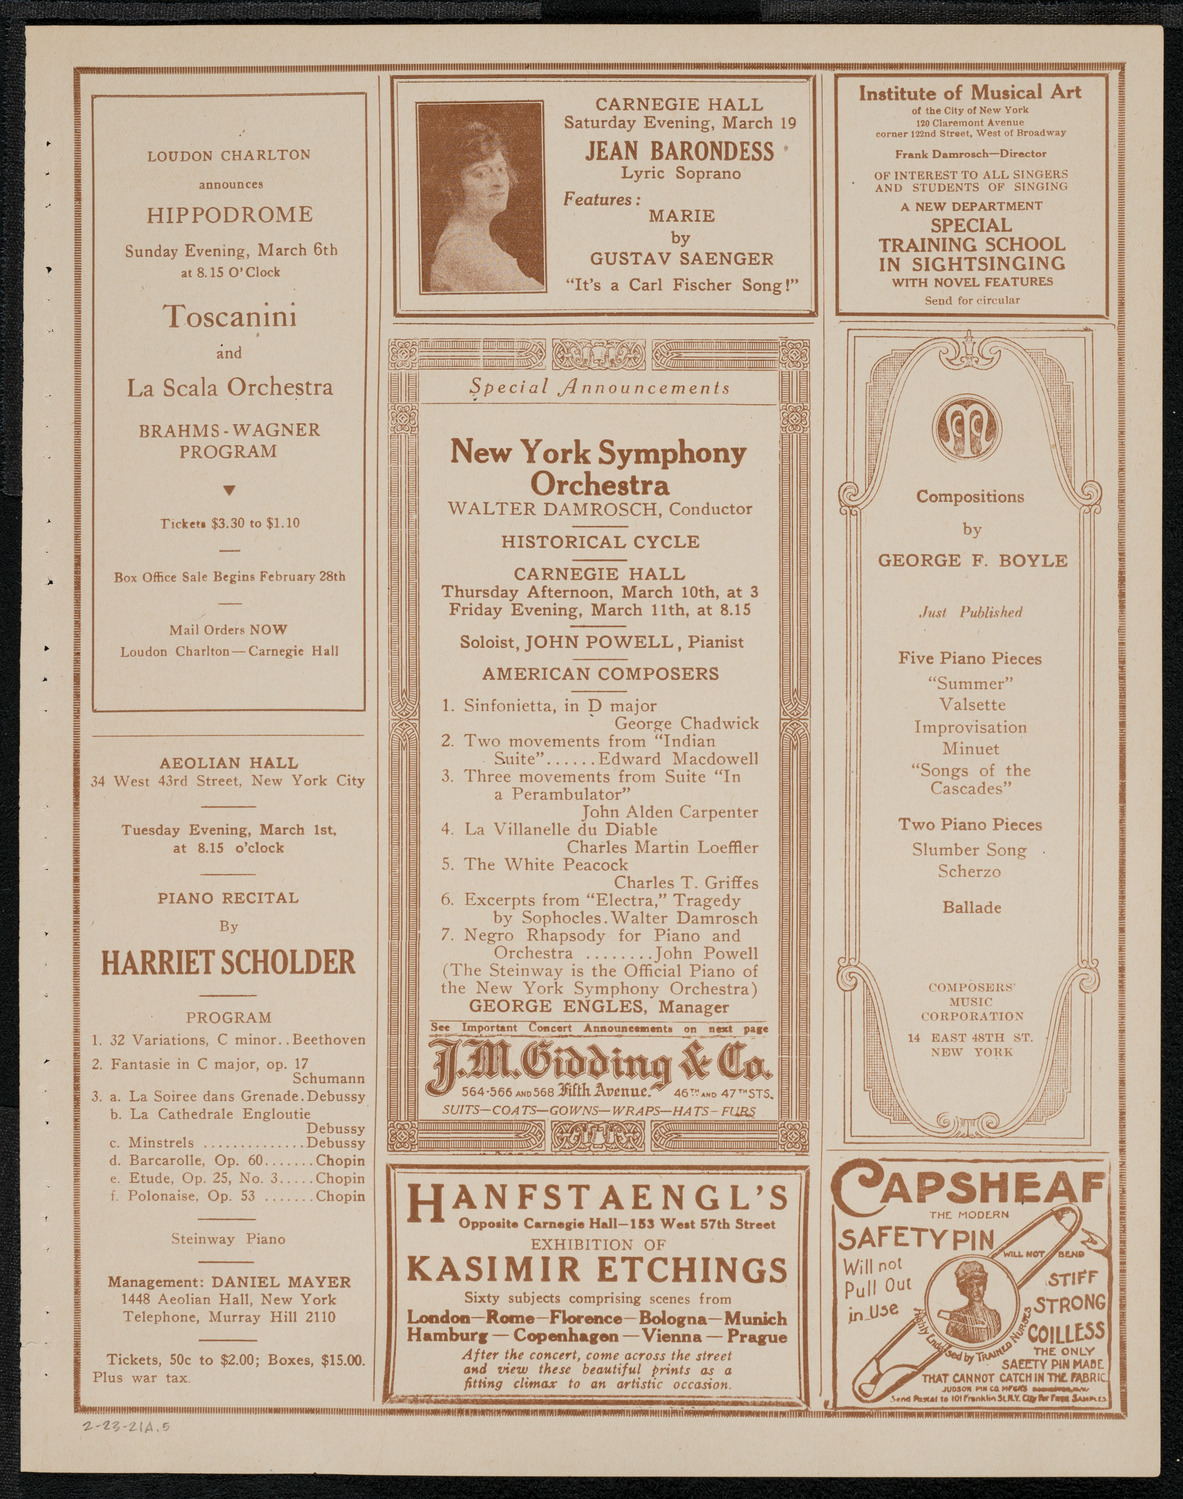 LOUDON CHARLTON
announces
HIPPODROME
Sunday Evening, March 6th
at 8.15 O'Clock
Toscanini
and
La Scala Orchestra
BRAHMS-WAGNER
PROGRAM
Tickets $3.30 to $1.10
Box Office Sale Begins February 28th
Mail Orders NOW
Loudon Charlton—Carnegie Hall
AEOLIAN HALL
34 West 43rd Street, New York City
Tuesday Evening, March 1st,
at 8.15 o'clock
PIANO RECITAL
By
HARRIET SCHOLDER
PROGRAM
1. 32 Variations, C minor..Beethoven
2. Fantasie in C major, op. 17
Schumann
3. a. La Soiree dans Grenade.Debussy
b. La Cathedrale Engloutie
Debussy
c. Minstrels .............Debussy
d. Barcarolle, Op. 60.......Chopin
e. Etude, Op. 25, No. 3.....Chopin
f. Polonaise, Op. 53 .......Chopin
Steinway Piano
Management: DANIEL MAYER
1448 Aeolian Hall, New York
Telephone, Murray Hill 2110
Tickets, 50c to $2.00; Boxes, $15.00.
Plus war tax.
CARNEGIE HALL
Saturday Evening, March 19
JEAN BARONDESS
Lyric Soprano
Features:
MARIE
by
GUSTAV SAENGER
"It's a Carl Fischer Song!"
Special Announcements
New York Symphony
Orchestra
WALTER DAMROSCH, Conductor
HISTORICAL CYCLE
CARNEGIE HALL
Thursday Afternoon, March 10th, at 3
Friday Evening, March 11th, at 8.15
Soloist, JOHN POWELL, Pianist
AMERICAN COMPOSERS
1. Sinfonietta, in D major
George Chadwick
2. Two movements from "Indian
Suite"......Edward Macdowell
3. Three movements from Suite "In
a Perambulator"
John Alden Carpenter
4. La Villanelle du Diable
Charles Martin Loeffler
5. The White Peacock
Charles T. Griffes
6. Excerpts from "Electra," Tragedy
by Sophocles.Walter Damrosch
7. Negro Rhapsody for Piano and
Orchestra ........John Powell
(The Steinway is the Official Piano of
the New York Symphony Orchestra)
GEORGE ENGLES, Manager
See Important Concert Announcements on next page
J.M. Gidding & Co.
564-566 AND 568 Fifth Avenue. 46TH AND 47TH STS.
SUITS—COATS—GOWNS—WRAPS—HATS—FURS
HANFSTAENGL'S
Opposite Carnegie Hall—153 West 57th Street
EXHIBITION OF
KASIMIR ETCHINGS
Sixty subjects comprising scenes from
London—Rome—Florence—Bologna—Munich
Hamburg—Copenhagen—Vienna—Prague
After the concert, come across the street
and view these beautiful prints as a
fitting climax to an artistic occasion.
Institute of Musical Art
of the City of New York
120 Claremont Avenue
corner 122nd Street, West of Broadway
Frank Damrosch—Director
OF INTEREST TO ALL SINGERS
AND STUDENTS OF SINGING
A NEW DEPARTMENT
SPECIAL
TRAINING SCHOOL
IN SIGHTSINGING
WITH NOVEL FEATURES
Send for circular
Compositions
by
GEORGE F. BOYLE
Just Published
Five Piano Pieces
"Summer"
Valsette
Improvisation
Minuet
"Songs of the
Cascades"
Two Piano Pieces
Slumber Song
Scherzo
Ballade
COMPOSERS'
MUSIC
CORPORATION
14 EAST 48TH ST.
NEW YORK
CAPSHEAF
THE MODERN
SAFETY PIN
WILL NOT BEND
Will not
Pull Out
in Use
STIFF
STRONG
COILLESS
Highly Endorsed by TRAINED NURSES
THE ONLY
SAFETY PIN MADE
THAT CANNOT CATCH IN THE FABRIC
JUDSON PIN CO. MFGRS
Send Postal to 101 Franklin St. N.Y. City For Free SAMPLES
2-23-21A.5